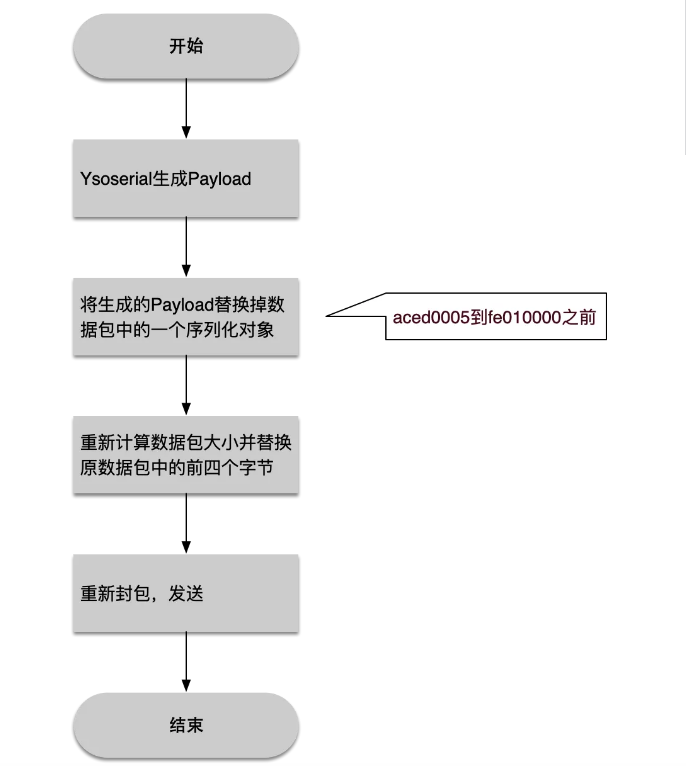 开始
Ysoserial生成Payload
将生成的Payload替换掉数
据包中的一个序列化对象
aced0005到fe010000之前
重新计算数据包大小并替换
原数据包中的前四个字节
重新封包，发送
结束